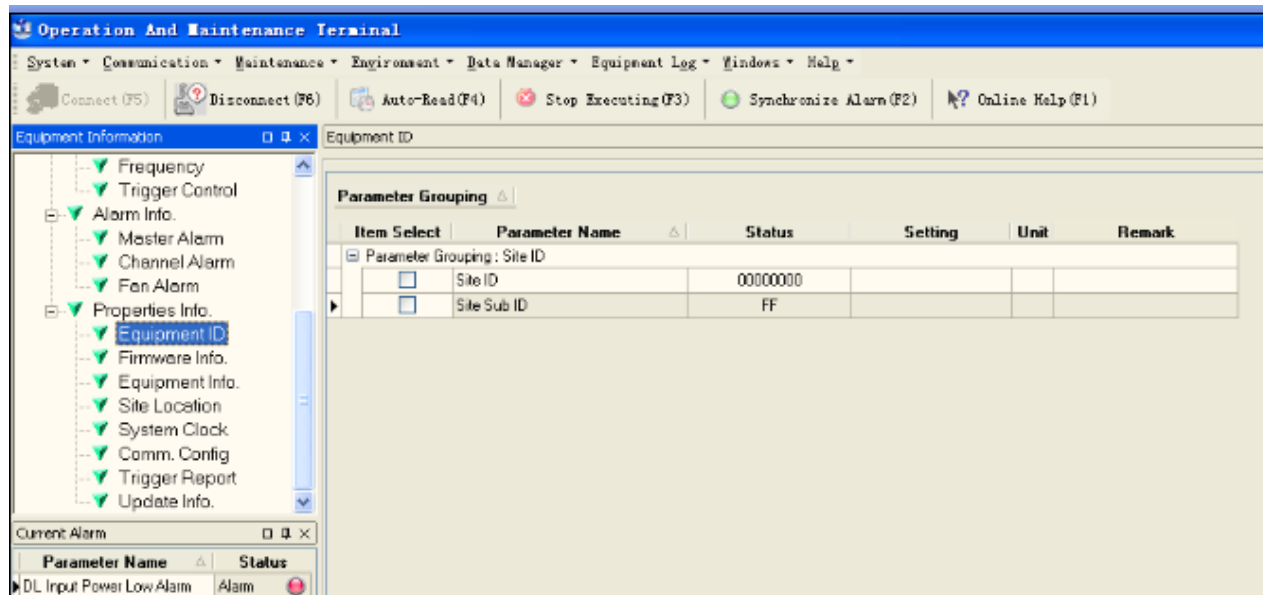 Operation And Maintenance Terminal
System Communication Maintenance Environment Data Manager Equipment Log Windows Help
Connect(F5) Disconnect(F6) Auto-Read(F4) Stop Executing(F3) Synchronize Alarm(F2) Online Help(F1)
Equipment Information
Equipment ID
Frequency
Trigger Control
Alarm Info.
Master Alarm
Channel Alarm
Fan Alarm
Properties Info.
Equipment ID
Firmware Info.
Equipment Info.
Site Location
System Clock
Comm. Config
Trigger Report
Update Info.
Parameter Grouping
Item Select Parameter Name Status Setting Unit Remark
Parameter Grouping : Site ID
Site ID 00000000
Site Sub ID FF
Current Alarm
Parameter Name Status
DL Input Power Low Alarm Alarm